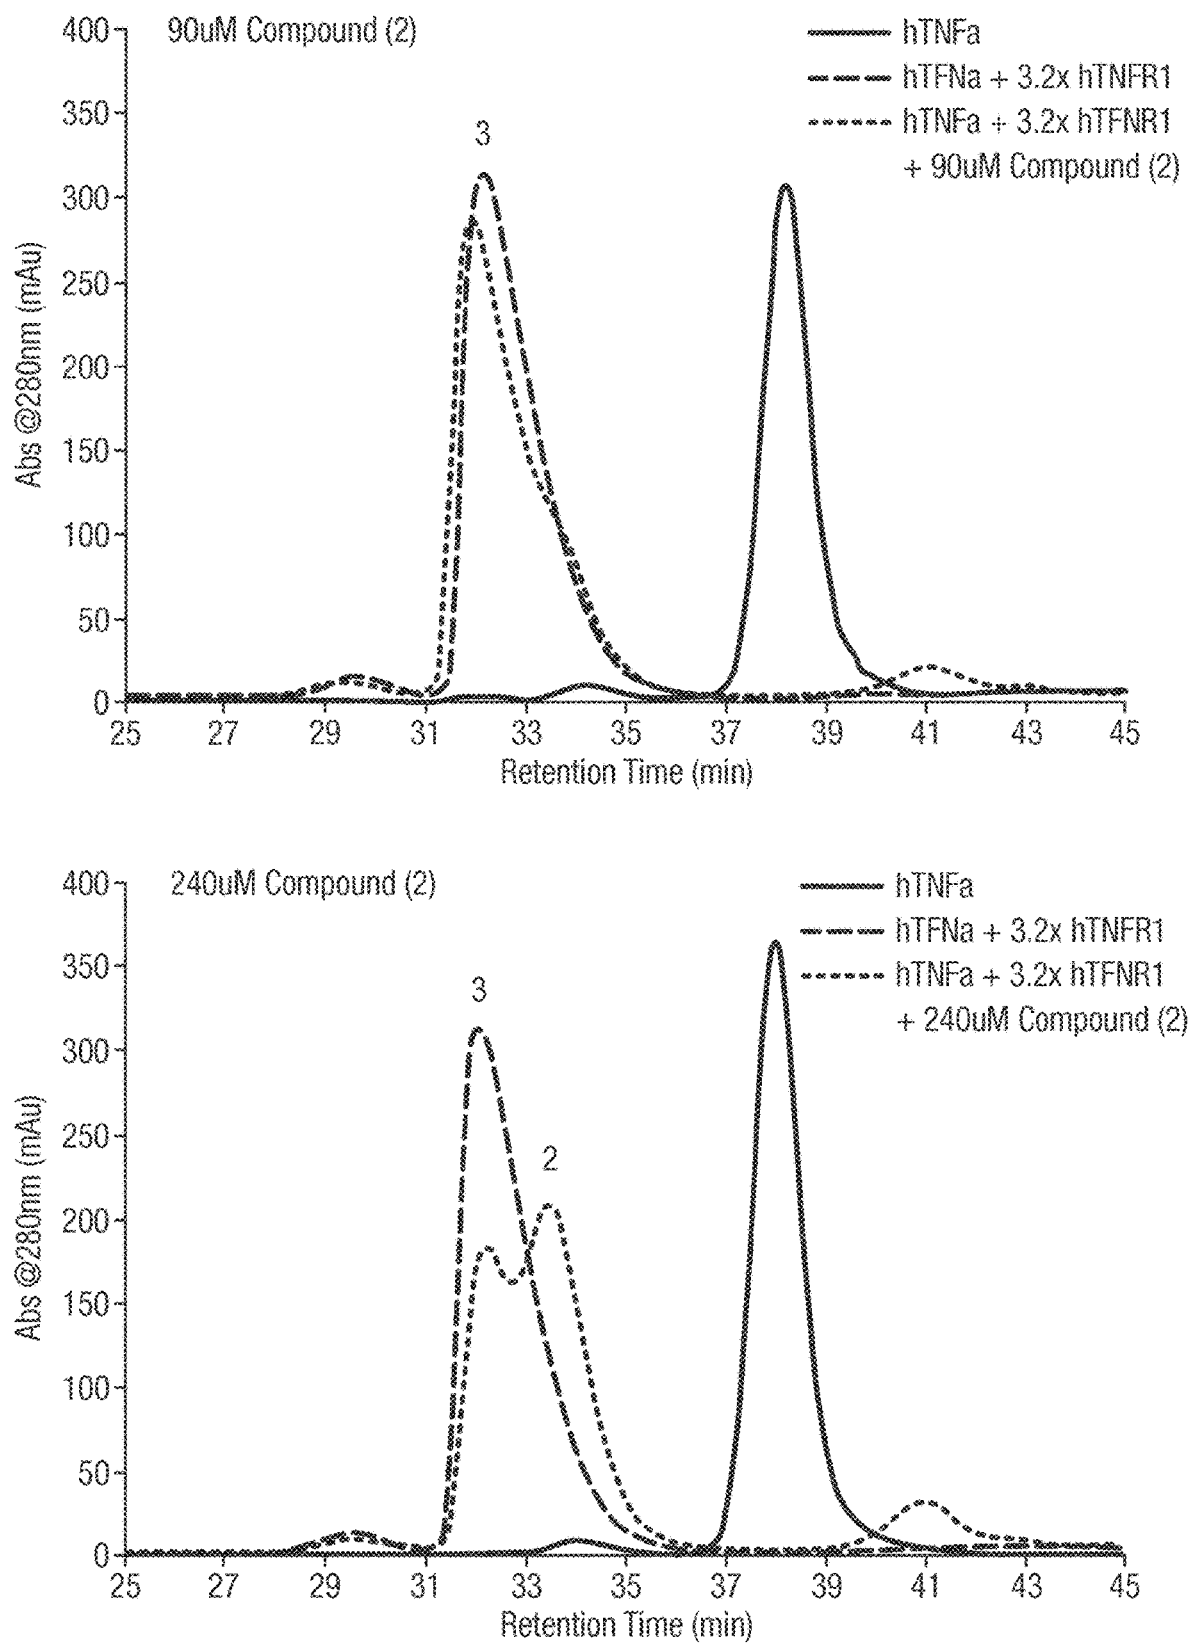 90uM Compound (2)
hTNFa
hTFNa + 3.2x hTNFR1
hTNFa + 3.2x hTFNR1
+ 90uM Compound (2)
3
400
350
300
250
200
150
100
50
0
Abs @280nm (mAu)
25 27 29 31 33 35 37 39 41 43 45
Retention Time (min)
240uM Compound (2)
hTNFa
hTFNa + 3.2x hTNFR1
hTNFa + 3.2x hTFNR1
+ 240uM Compound (2)
3
2
400
350
300
250
200
150
100
50
0
Abs @280nm (mAu)
25 27 29 31 33 35 37 39 41 43 45
Retention Time (min)